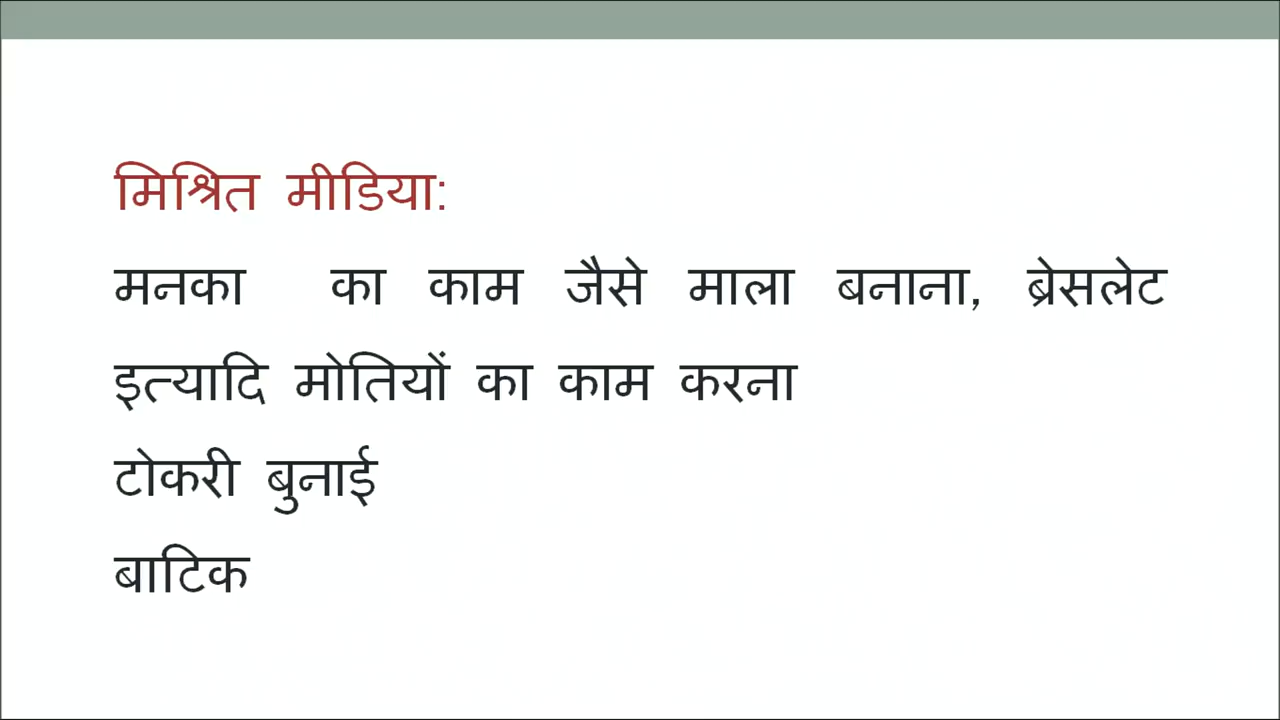 मिश्रित मीडिया:
मनका का काम जैसे माला बनाना, ब्रेसलेट
इत्यादि मोतियों का काम करना
टोकरी बुनाई
बाटिक